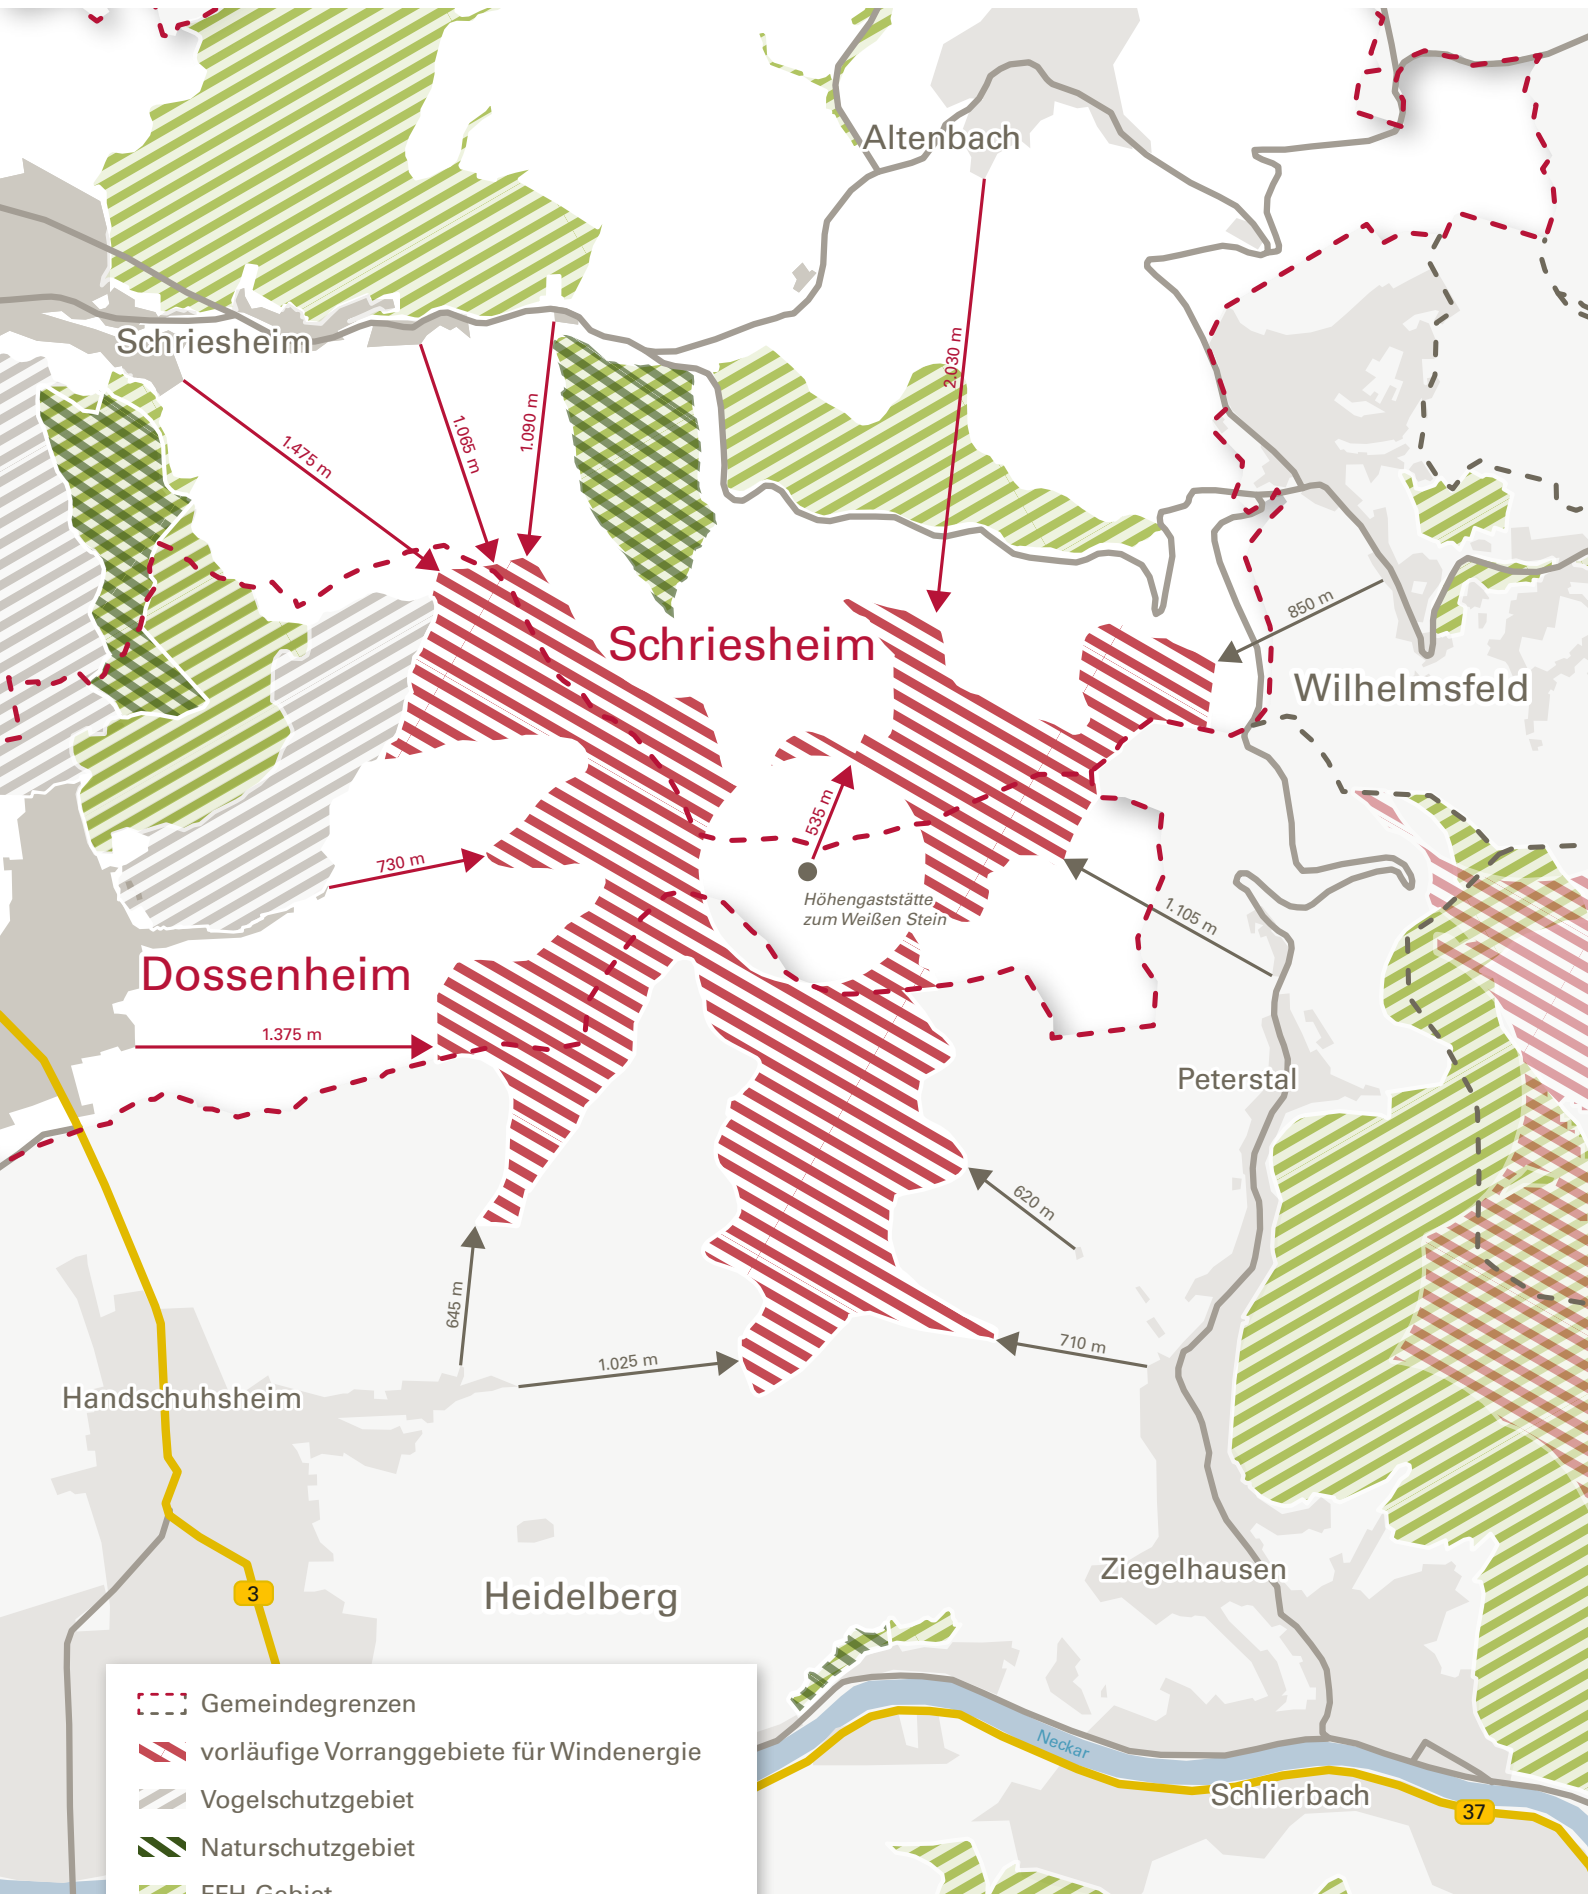 Altenbach
Schriesheim
2.030 m
1.475 m
1.065 m
1.090 m
850 m
Schriesheim
Wilhelmsfeld
535 m
730 m
Höhengaststätte
zum Weißen Stein
1.105 m
Dossenheim
1.375 m
Peterstal
620 m
645 m
710 m
1.025 m
Handschuhsheim
Ziegelhausen
3
Heidelberg
Neckar
Schlierbach
37
Gemeindegrenzen
vorläufige Vorranggebiete für Windenergie
Vogelschutzgebiet
Naturschutzgebiet
FFH-Gebiet